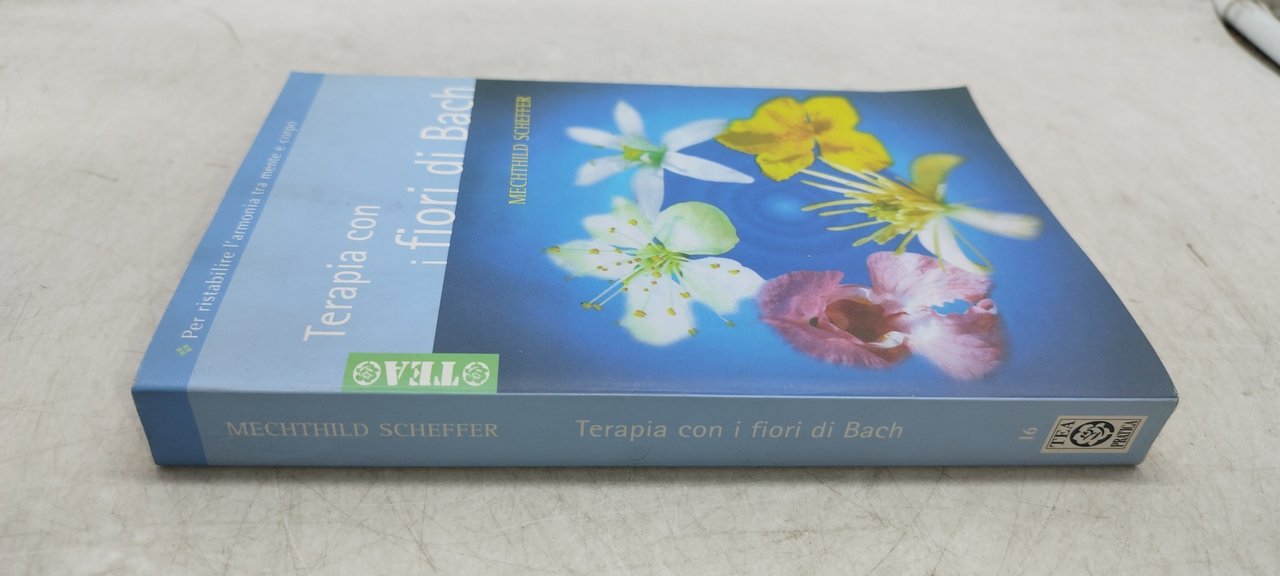 Per ristabilire l'armonia tra mente e corpo
Terapia con
i fiori di Bach
MECHTHILD SCHEFFER
TEA
MECHTHILD SCHEFFER
Terapia con i fiori di Bach
16
TEA
PRATICA